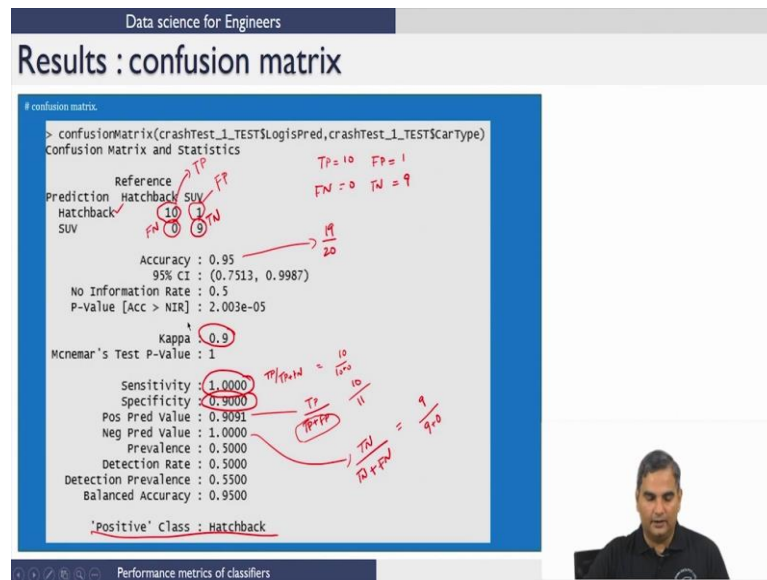 Data science for Engineers
Results : confusion matrix
# confusion matrix.
> confusionMatrix(crashTest_1_TEST$LogisPred,crashTest_1_TEST$CarType)
Confusion Matrix and Statistics
TP
FP
TP = 10 FP = 1
FN = 0 TN = 9
Reference
Prediction Hatchback SUV
Hatchback 10 1
SUV FN 0 9 TN
Accuracy : 0.95
19
20
95% CI : (0.7513, 0.9987)
No Information Rate : 0.5
P-Value [Acc > NIR] : 2.003e-05
Kappa : 0.9
Mcnemar's Test P-Value : 1
Sensitivity : 1.0000 TP/TP+FN = 10
10+0
Specificity : 0.9000
Pos Pred Value : 0.9091 TP 10
TP+FP 11
Neg Pred Value : 1.0000 TN = 9
TN + FN 9+0
Prevalence : 0.5000
Detection Rate : 0.5000
Detection Prevalence : 0.5500
Balanced Accuracy : 0.9500
'Positive' Class : Hatchback
Performance metrics of classifiers